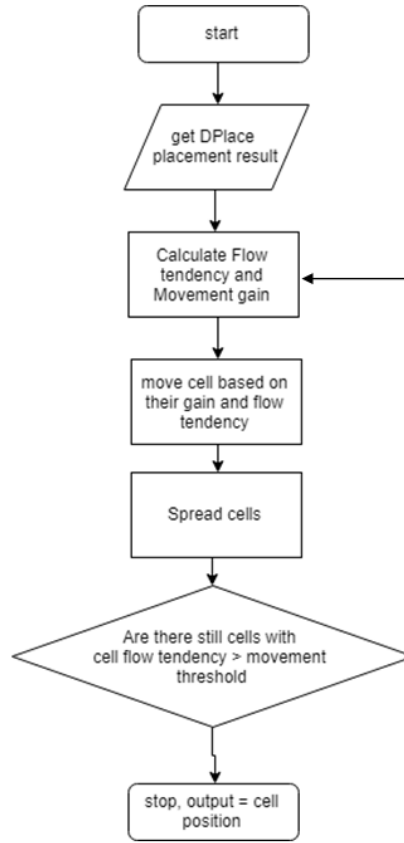 start
get DPlace
placement result
Calculate Flow
tendency and
Movement gain
move cell based on
their gain and flow
tendency
Spread cells
Are there still cells with
cell flow tendency > movement
threshold
stop, output = cell
position